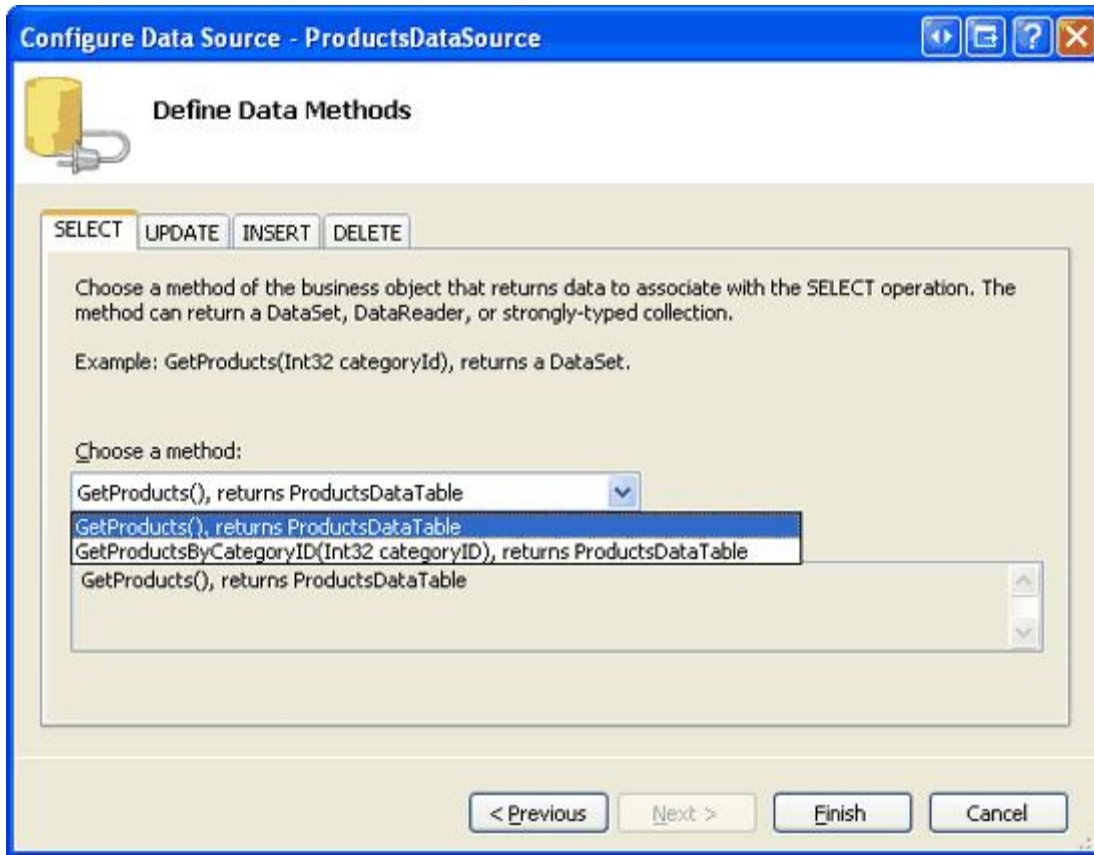 Configure Data Source - ProductsDataSource
Define Data Methods
SELECT
UPDATE
INSERT
DELETE
Choose a method of the business object that returns data to associate with the SELECT operation. The
method can return a DataSet, DataReader, or strongly-typed collection.
Example: GetProducts(Int32 categoryId), returns a DataSet.
Choose a method:
GetProducts(), returns ProductsDataTable
GetProducts(), returns ProductsDataTable
GetProductsByCategoryID(Int32 categoryID), returns ProductsDataTable
GetProducts(), returns ProductsDataTable
< Previous
Next >
Finish
Cancel